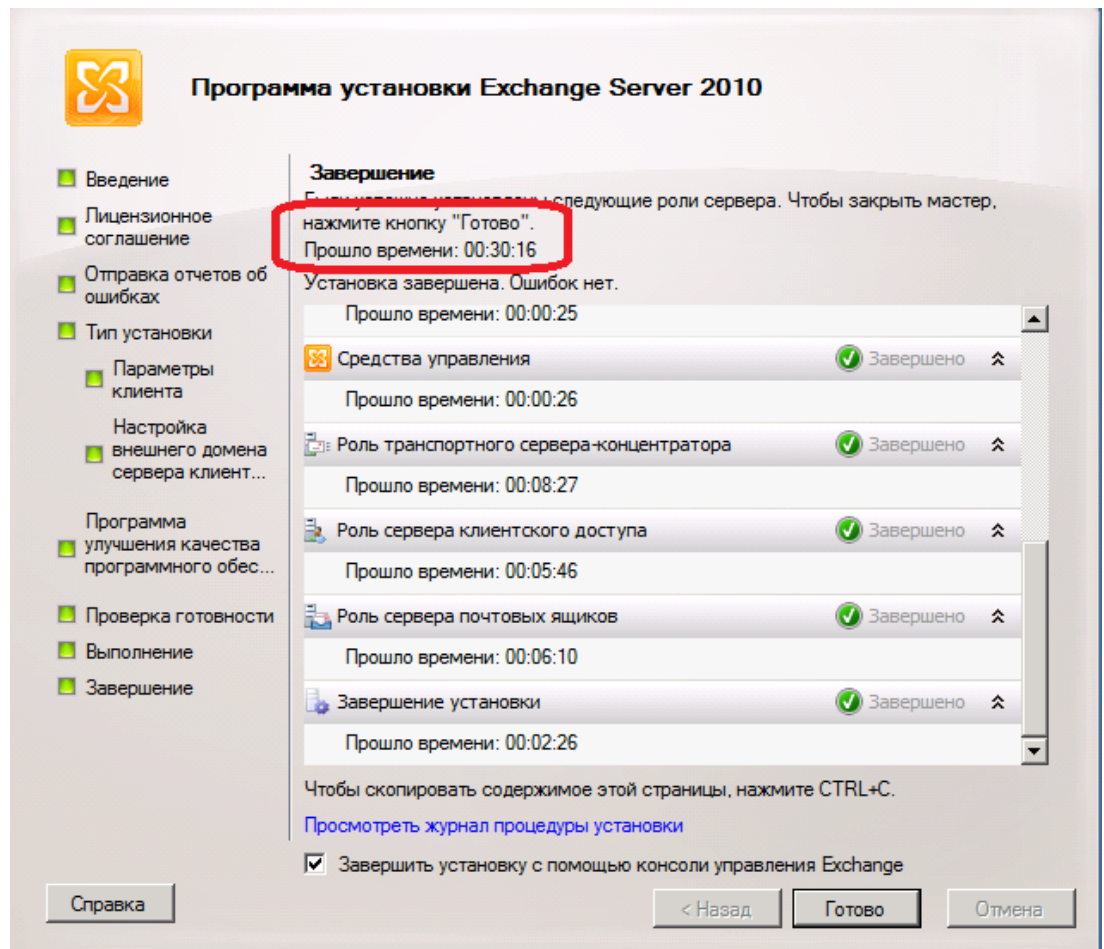 Программа установки Exchange Server 2010
Введение
Лицензионное
соглашение
Отправка отчетов об
ошибках
Тип установки
Параметры
клиента
Настройка
внешнего домена
сервера клиент...
Программа
улучшения качества
программного обес...
Проверка готовности
Выполнение
Завершение
Завершение
следующие роли сервера. Чтобы закрыть мастер,
нажмите кнопку "Готово".
Прошло времени: 00:30:16
Установка завершена. Ошибок нет.
Прошло времени: 00:00:25
Средства управления Завершено
Прошло времени: 00:00:26
Роль транспортного сервера-концентратора Завершено
Прошло времени: 00:08:27
Роль сервера клиентского доступа Завершено
Прошло времени: 00:05:46
Роль сервера почтовых ящиков Завершено
Прошло времени: 00:06:10
Завершение установки Завершено
Прошло времени: 00:02:26
Чтобы скопировать содержимое этой страницы, нажмите CTRL+C.
Просмотреть журнал процедуры установки
Завершить установку с помощью консоли управления Exchange
Справка
< Назад
Готово
Отмена